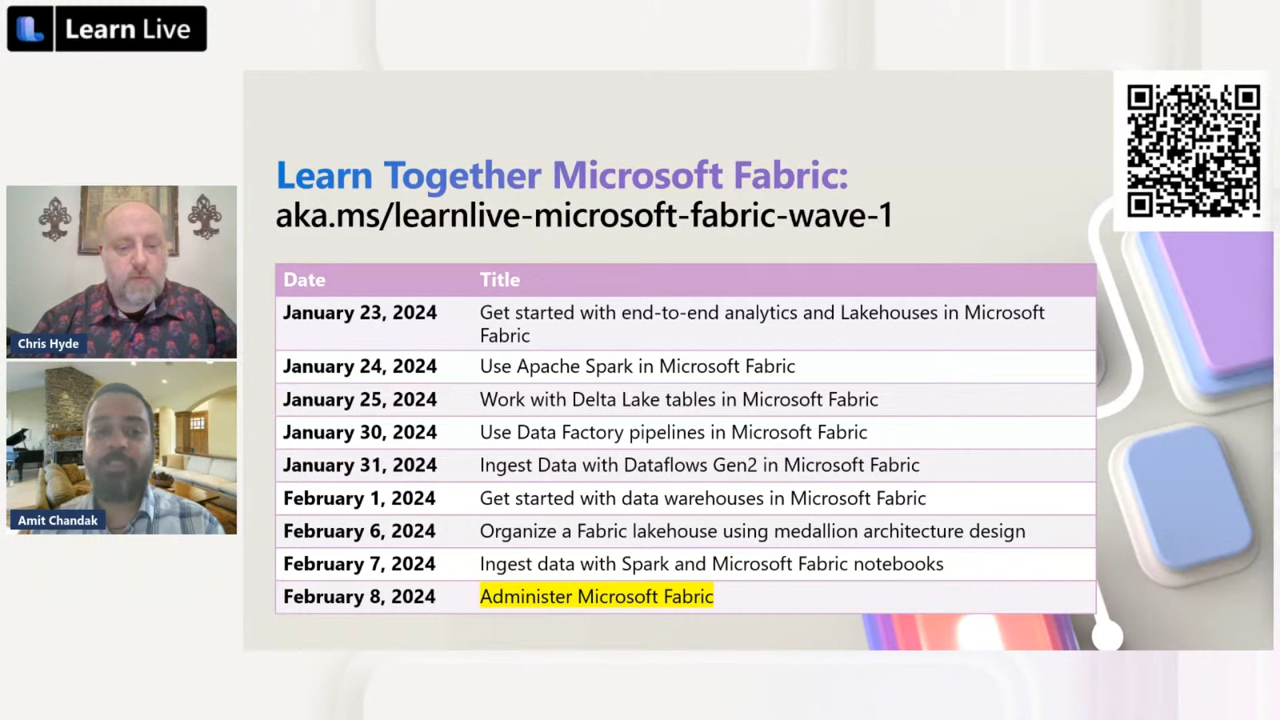 Learn Live
Learn Together Microsoft Fabric:
aka.ms/learnlive-microsoft-fabric-wave-1
Date Title
January 23, 2024 Get started with end-to-end analytics and Lakehouses in Microsoft
Fabric
January 24, 2024 Use Apache Spark in Microsoft Fabric
January 25, 2024 Work with Delta Lake tables in Microsoft Fabric
January 30, 2024 Use Data Factory pipelines in Microsoft Fabric
January 31, 2024 Ingest Data with Dataflows Gen2 in Microsoft Fabric
February 1, 2024 Get started with data warehouses in Microsoft Fabric
February 6, 2024 Organize a Fabric lakehouse using medallion architecture design
February 7, 2024 Ingest data with Spark and Microsoft Fabric notebooks
February 8, 2024 Administer Microsoft Fabric
Chris Hyde
Amit Chandak